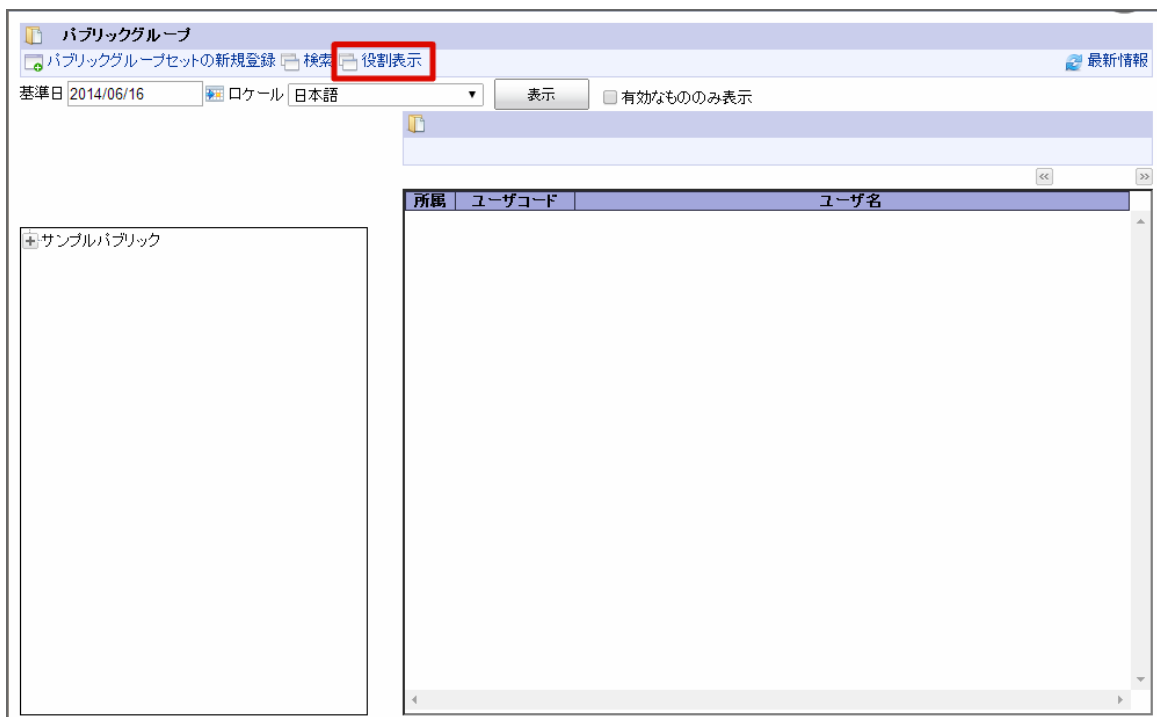 パブリックグループ
パブリックグループセットの新規登録 検索 役割表示 最新情報
基準日 2014/06/16 ロケール 日本語 表示 有効なもののみ表示
所属 ユーザコード ユーザ名
サンプルパブリック